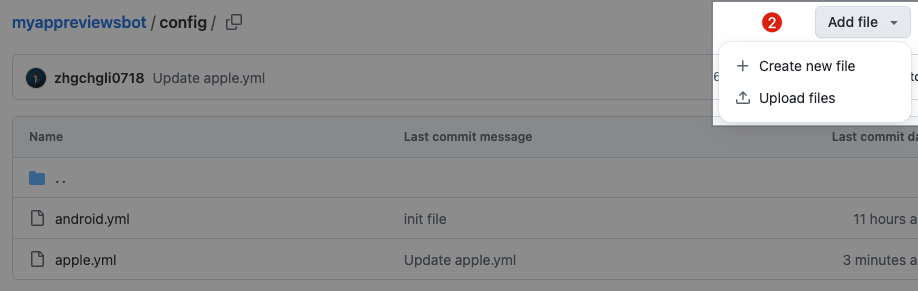 myappreviewsbot / config /
2 Add file
zhgchgli0718 Update apple.yml
Create new file
Upload files
Name Last commit message Last commit da
..
android.yml init file 11 hours a
apple.yml Update apple.yml 3 minutes a